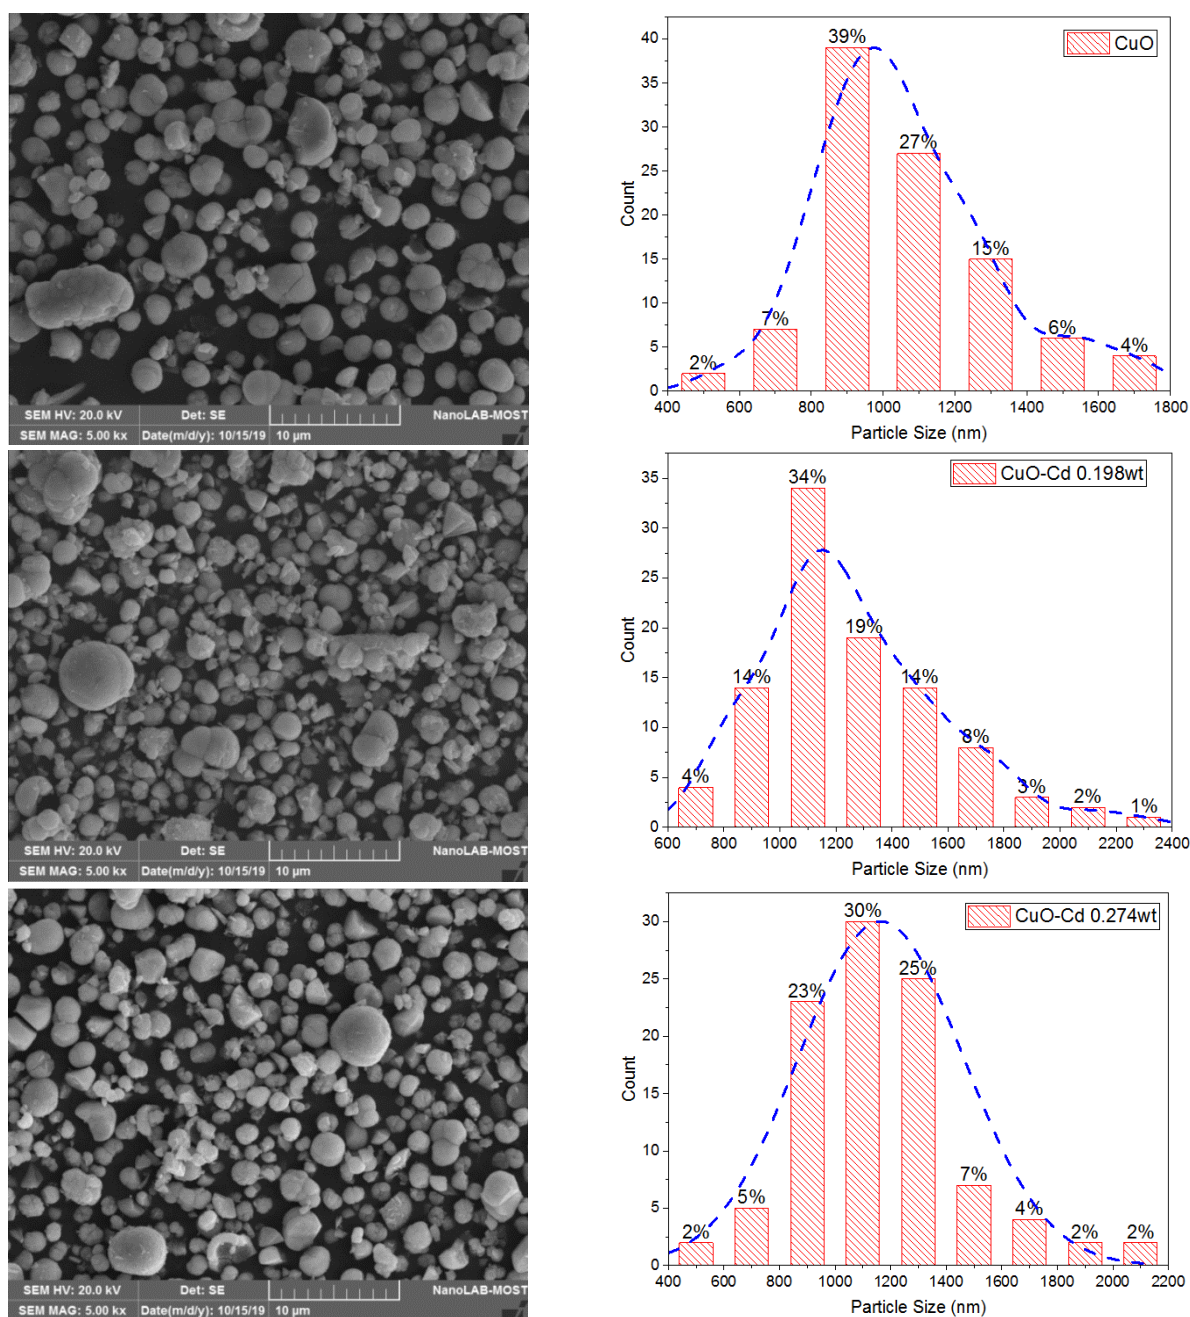 SEM HV: 20.0 kV Det: SE NanoLAB-MOST
SEM MAG: 5.00 kx Date(m/d/y): 10/15/19 10 µm
CuO
39%
27%
15%
7%
6%
4%
2%
40
35
30
25
20
15
10
5
0
Count
400 600 800 1000 1200 1400 1600 1800
Particle Size (nm)
SEM HV: 20.0 kV Det: SE NanoLAB-MOST
SEM MAG: 5.00 kx Date(m/d/y): 10/15/19 10 µm
CuO-Cd 0.198wt
34%
19%
14% 14%
8%
4% 3% 2% 1%
35
30
25
20
15
10
5
0
Count
600 800 1000 1200 1400 1600 1800 2000 2200 2400
Particle Size (nm)
SEM HV: 20.0 kV Det: SE NanoLAB-MOST
SEM MAG: 5.00 kx Date(m/d/y): 10/15/19 10 µm
CuO-Cd 0.274wt
30%
25%
23%
7%
5%
4%
2% 2% 2%
30
25
20
15
10
5
0
Count
400 600 800 1000 1200 1400 1600 1800 2000 2200
Particle Size (nm)